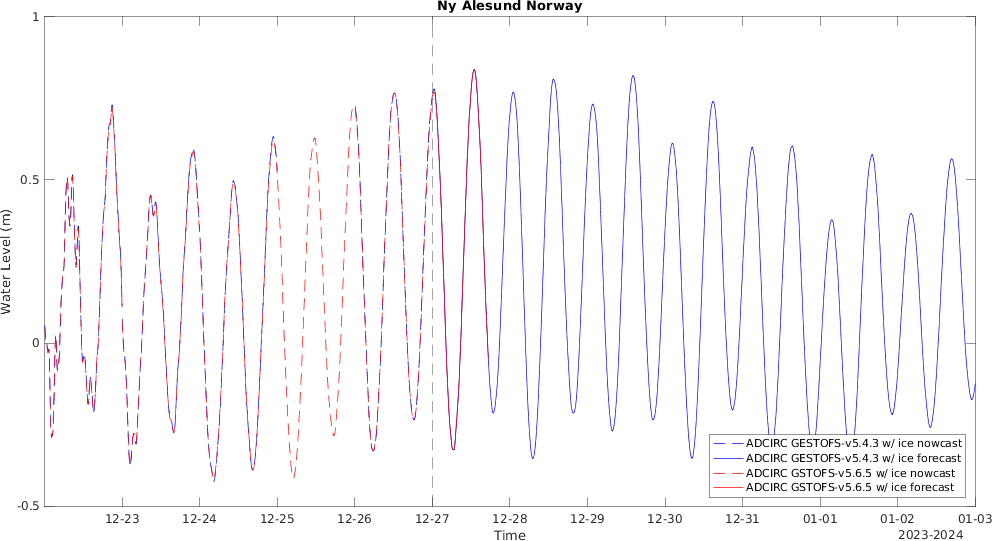 Ny Alesund Norway
1
0.5
0
-0.5
Water Level (m)
ADCIRC GESTOFS-v5.4.3 w/ ice nowcast
ADCIRC GESTOFS-v5.4.3 w/ ice forecast
ADCIRC GSTOFS-v5.6.5 w/ ice nowcast
ADCIRC GSTOFS-v5.6.5 w/ ice forecast
12-23 12-24 12-25 12-26 12-27 12-28 12-29 12-30 12-31 01-01 01-02 01-03
Time
2023-2024